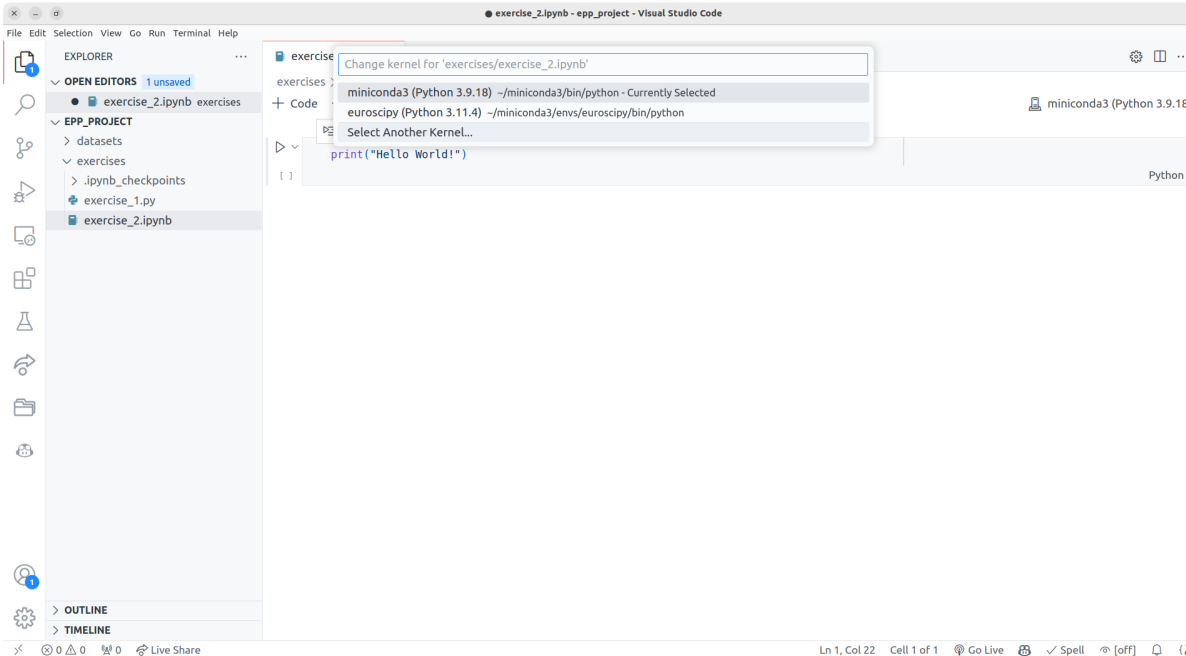 ● exercise_2.ipynb - epp_project - Visual Studio Code
File Edit Selection View Go Run Terminal Help
EXPLORER
OPEN EDITORS 1 unsaved
● exercise_2.ipynb exercises
EPP_PROJECT
datasets
exercises
.ipynb_checkpoints
exercise_1.py
exercise_2.ipynb
OUTLINE
TIMELINE
1
1
exercise
exercises
+ Code
Change kernel for 'exercises/exercise_2.ipynb'
miniconda3 (Python 3.9.18) ~/miniconda3/bin/python - Currently Selected
euroscipy (Python 3.11.4) ~/miniconda3/envs/euroscipy/bin/python
Select Another Kernel...
miniconda3 (Python 3.9.18
print("Hello World!")
[ ]
Python
0 0 0 Live Share
Ln 1, Col 22 Cell 1 of 1 Go Live Spell [off] {